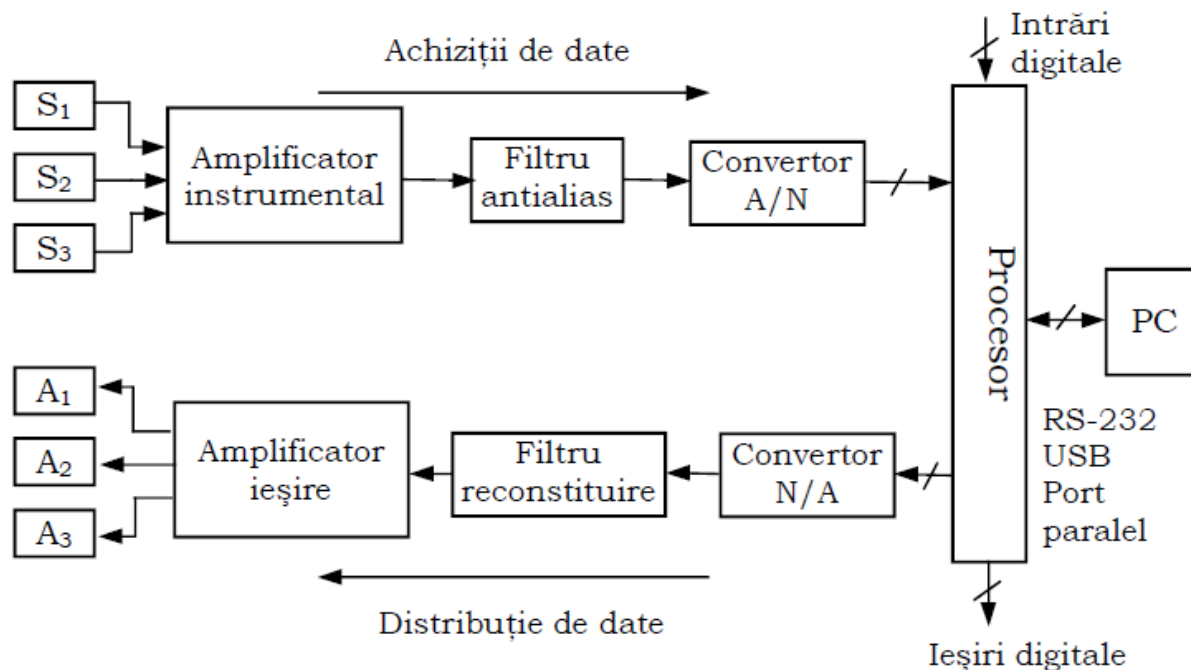 Achiziții de date
Intrări
digitale
S1
S2
S3
Amplificator
instrumental
Filtru
antialias
Convertor
A/N
Procesor
PC
RS-232
USB
Port
paralel
A1
A2
A3
Amplificator
ieșire
Filtru
reconstituire
Convertor
N/A
Distribuție de date
Ieșiri digitale